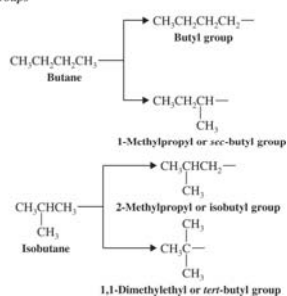 CH₃CH₂CH₂CH₂—
Butyl group
CH₃CH₂CH₂CH₃
Butane
CH₃CH₂CH—
CH₃
1-Methylpropyl or sec-butyl group
CH₃CHCH₂—
CH₃
2-Methylpropyl or isobutyl group
CH₃CHCH₃
CH₃
Isobutane
CH₃
CH₃C—
CH₃
1,1-Dimethylethyl or tert-butyl group